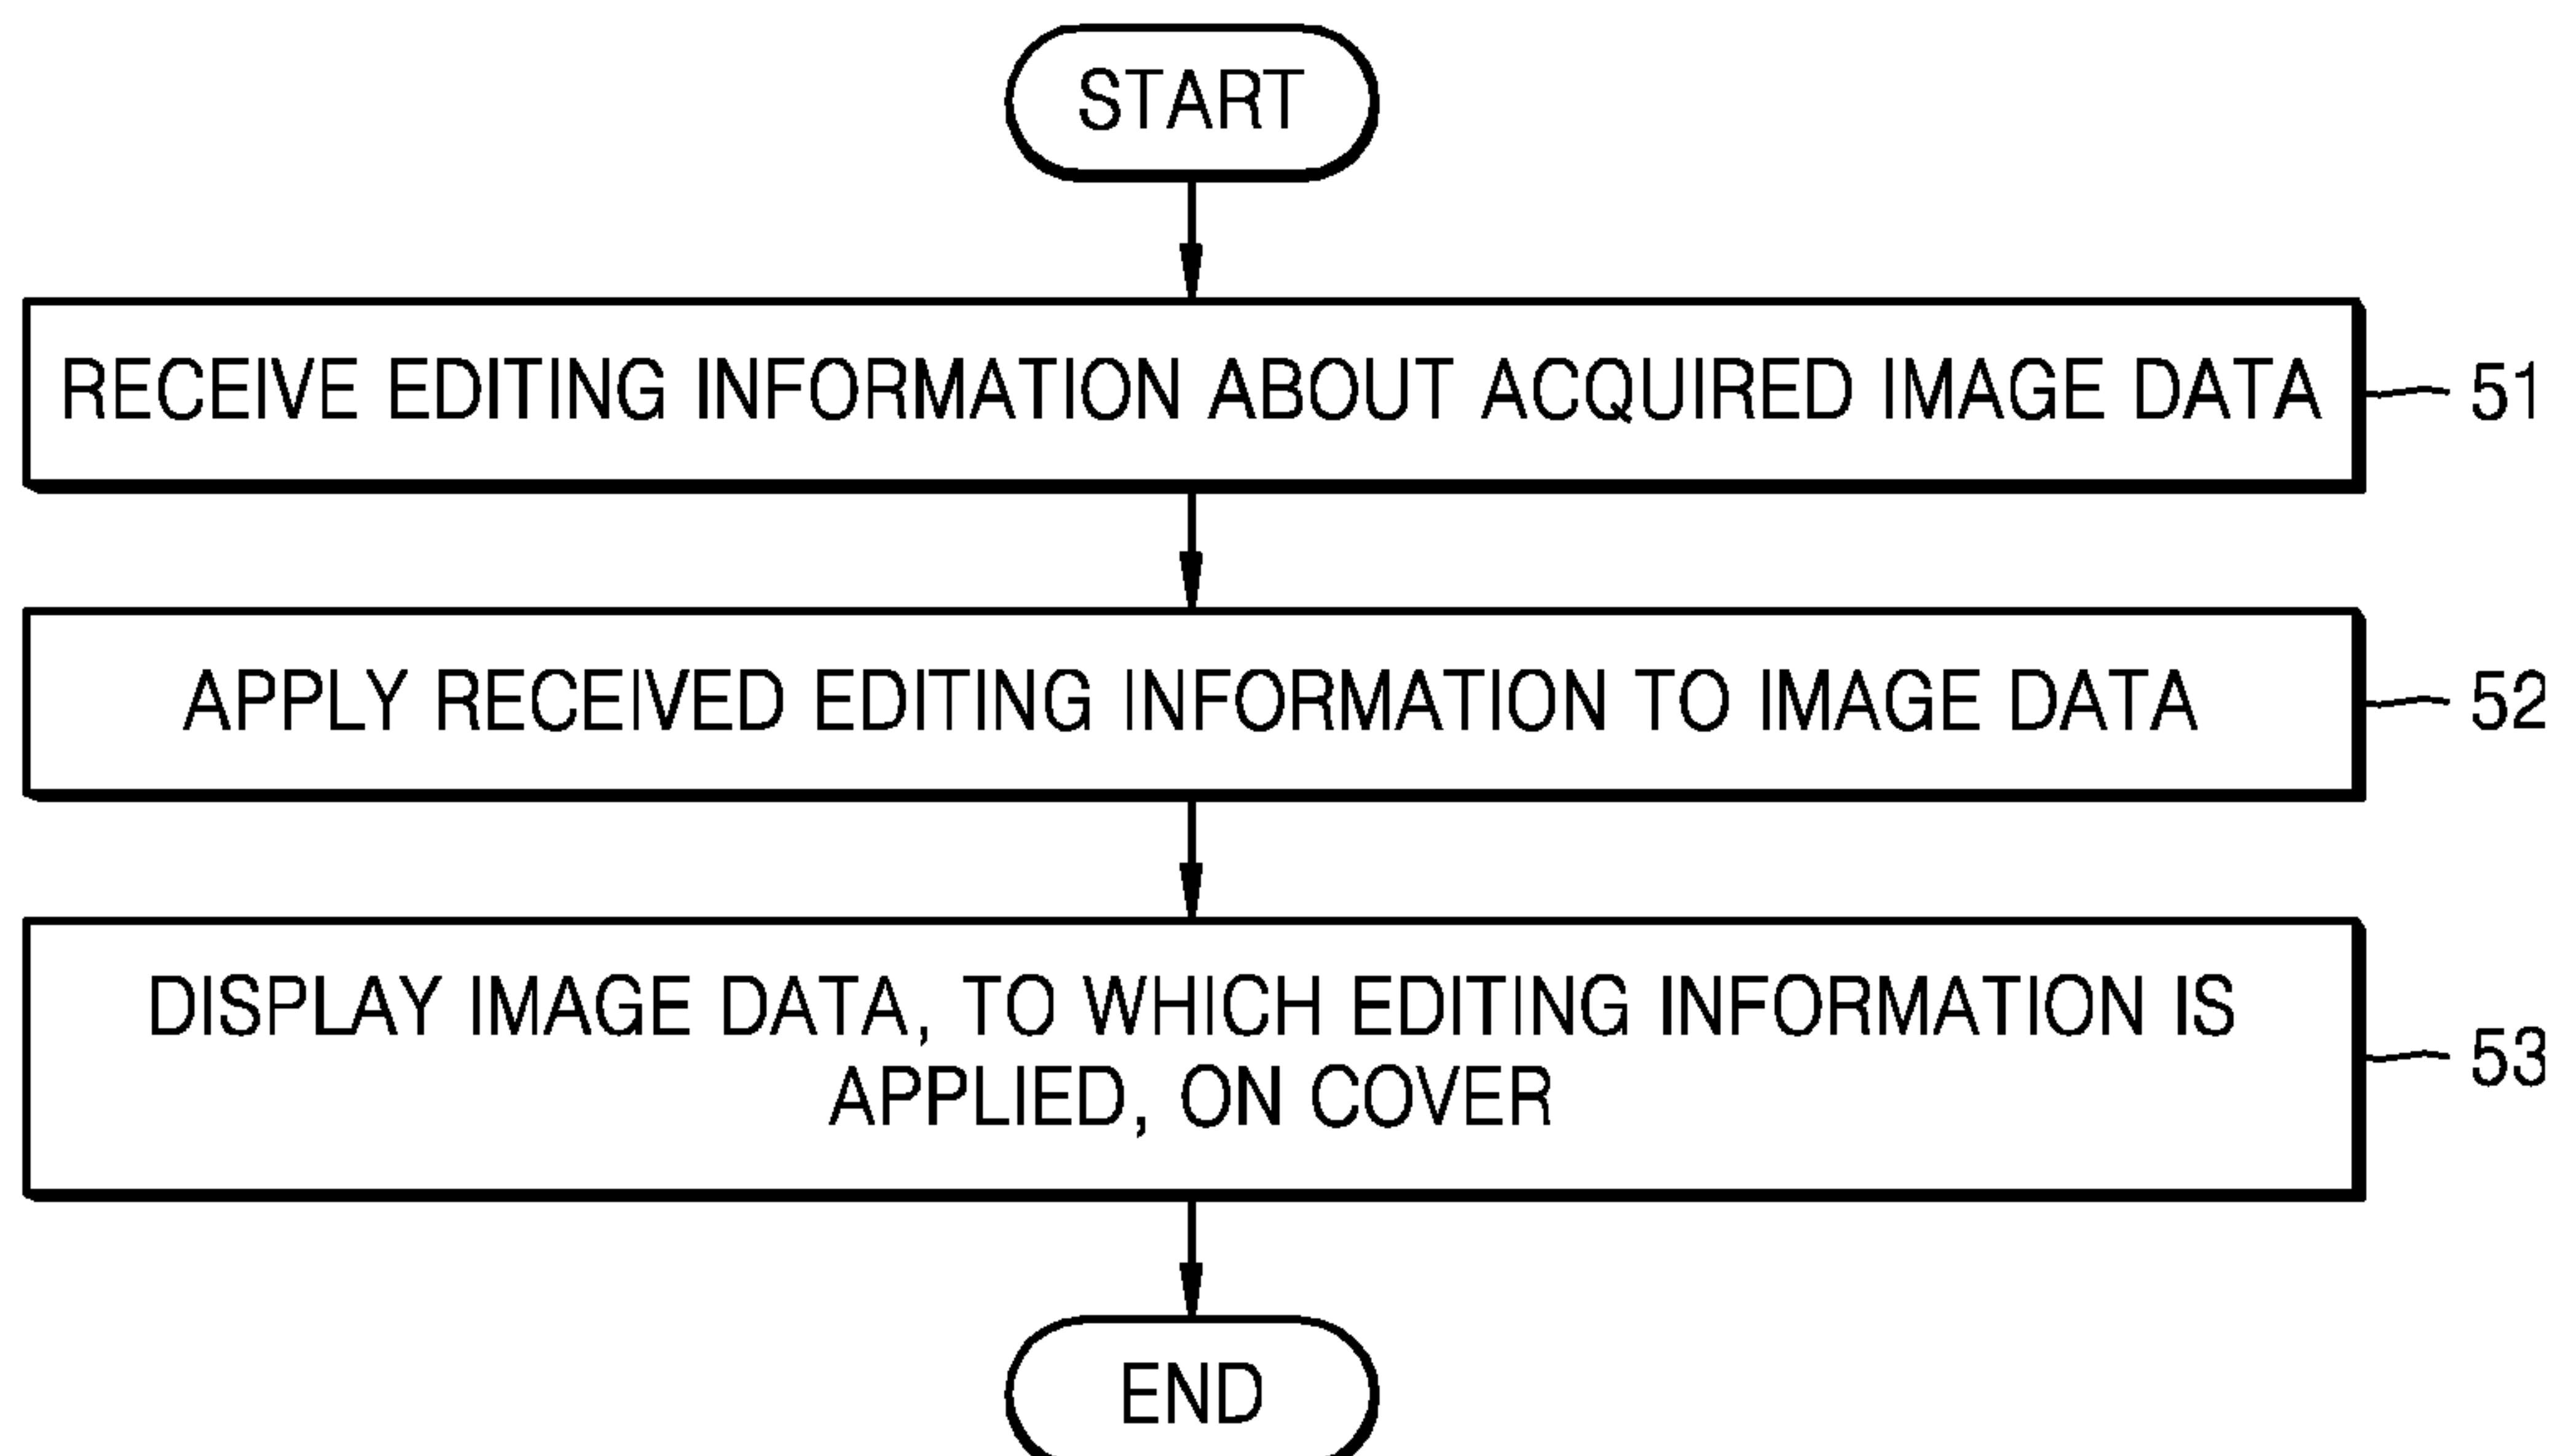 START
RECEIVE EDITING INFORMATION ABOUT ACQUIRED IMAGE DATA
51
APPLY RECEIVED EDITING INFORMATION TO IMAGE DATA
52
DISPLAY IMAGE DATA, TO WHICH EDITING INFORMATION IS
APPLIED, ON COVER
53
END